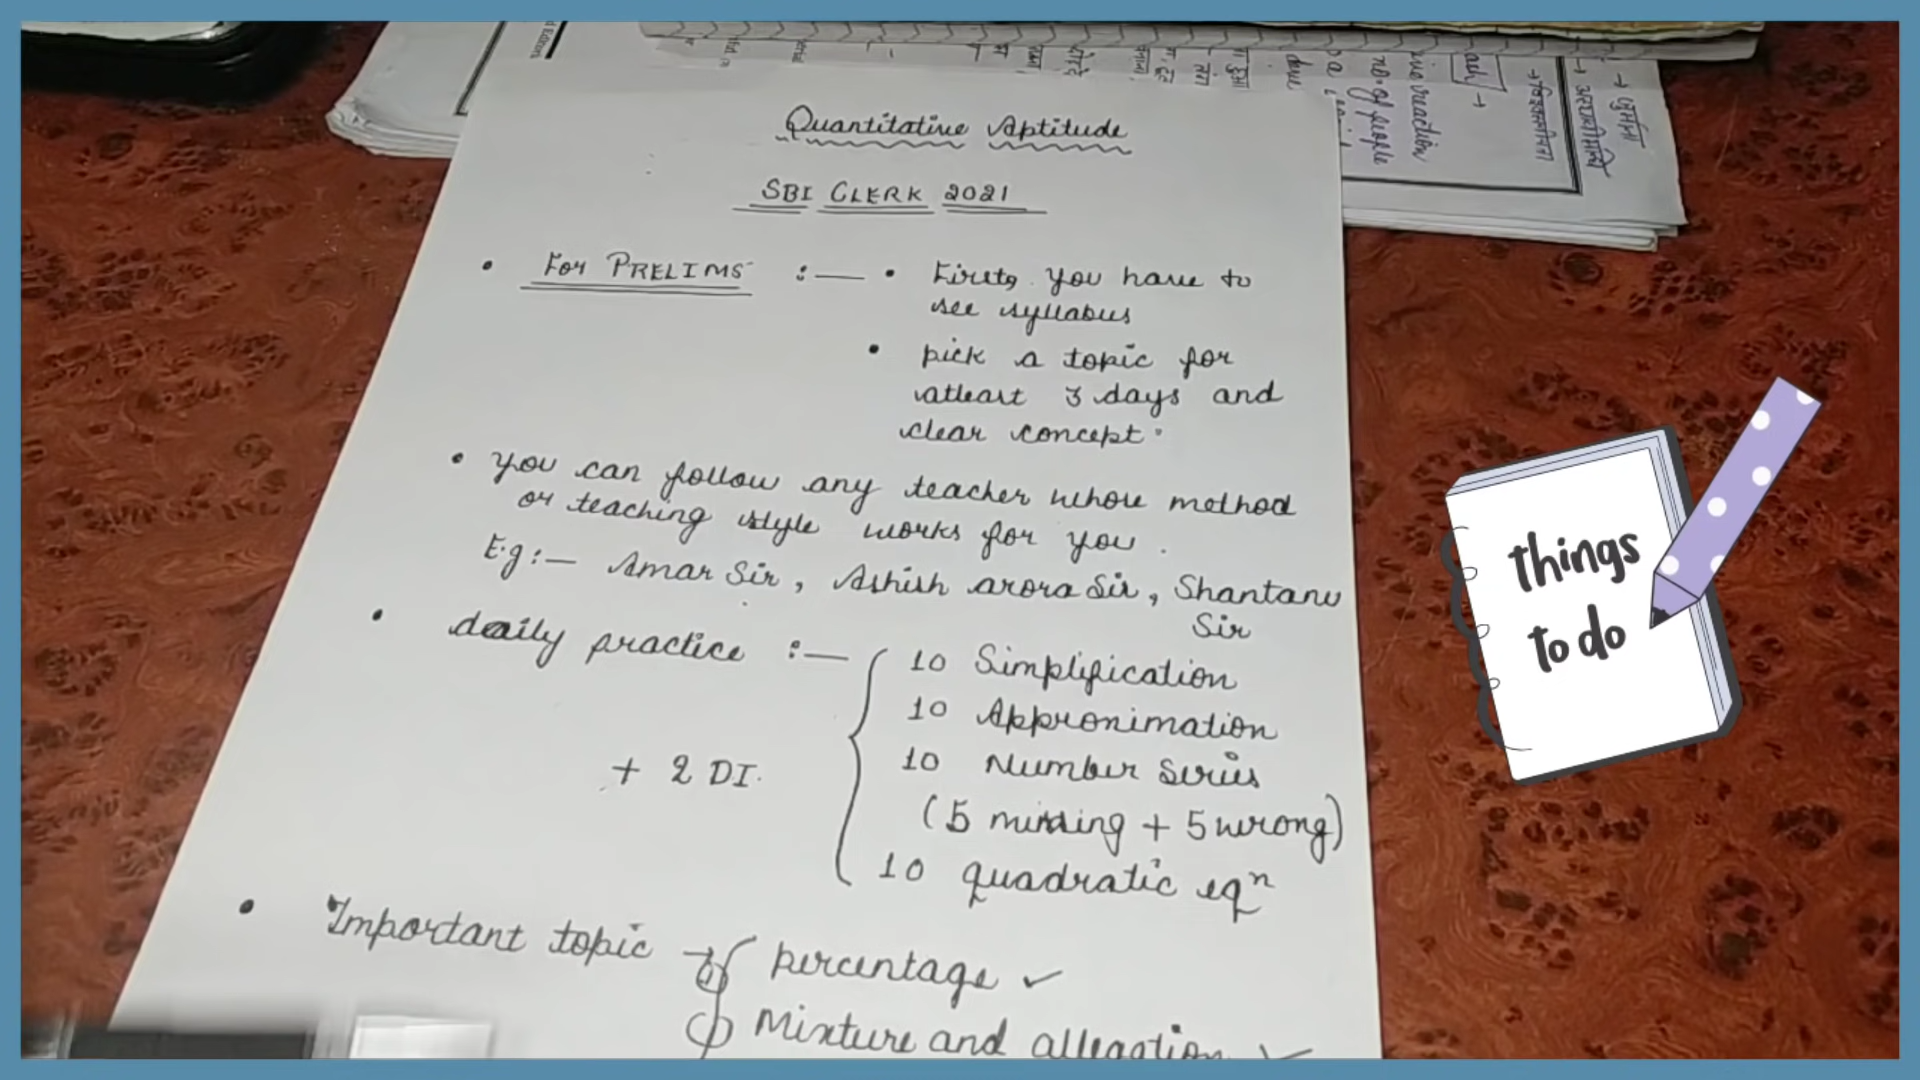 Quantitative Aptitude
SBI CLERK 2021
• For PRELIMS :— • Firstly you have to
see syllabus
• pick a topic for
atleast 3 days and
clear concept.
• you can follow any teacher whose method
or teaching style works for you.
E.g:— Amar Sir, Ashish arora Sir, Shantanu
Sir
• daily practice :— { 10 Simplification
10 Approximation
+ 2 DI.
10 Number Series
(5 missing + 5 wrong)
10 quadratic eqⁿ
• Important topic → percentage ✓
Mixture and allegation ✓
things
to do